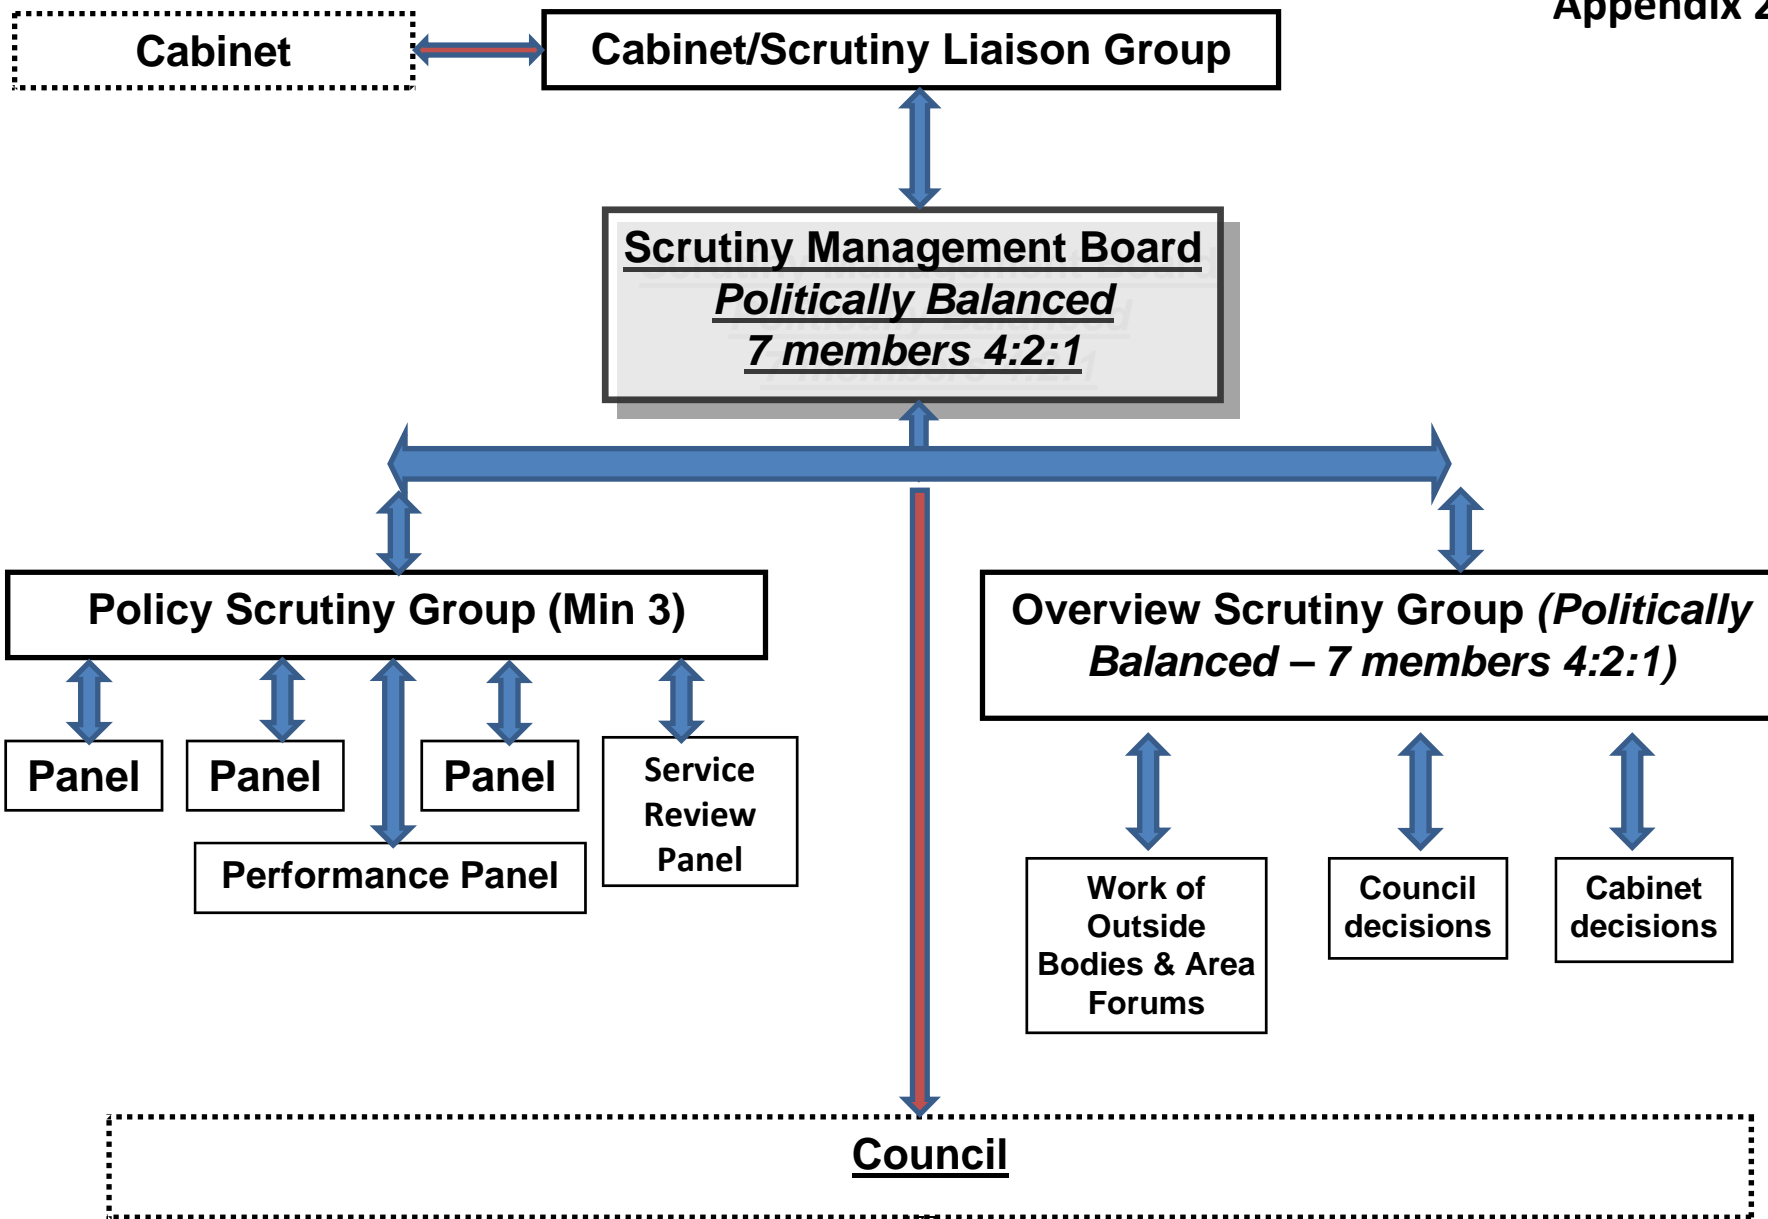 Appendix 2
Cabinet
Cabinet/Scrutiny Liaison Group
Scrutiny Management Board
Politically Balanced
7 members 4:2:1
Policy Scrutiny Group (Min 3)
Overview Scrutiny Group (Politically
Balanced – 7 members 4:2:1)
Panel
Panel
Panel
Service
Review
Panel
Performance Panel
Work of
Outside
Bodies & Area
Forums
Council
decisions
Cabinet
decisions
Council